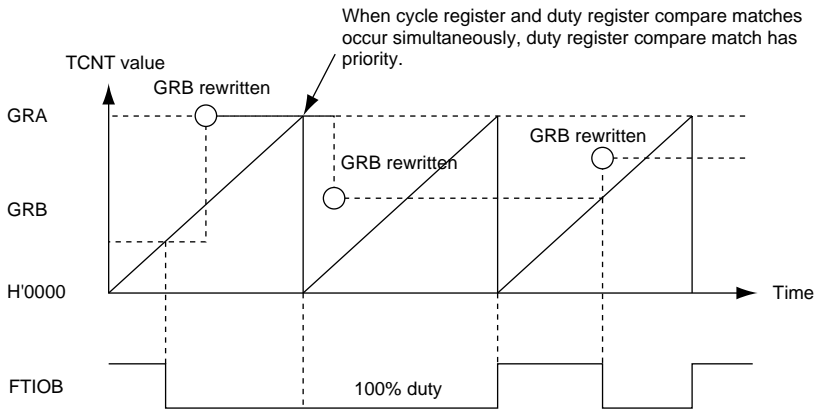 When cycle register and duty register compare matches
occur simultaneously, duty register compare match has
priority.
TCNT value
GRB rewritten
GRA
GRB rewritten
GRB rewritten
GRB
H'0000
Time
FTIOB
100% duty